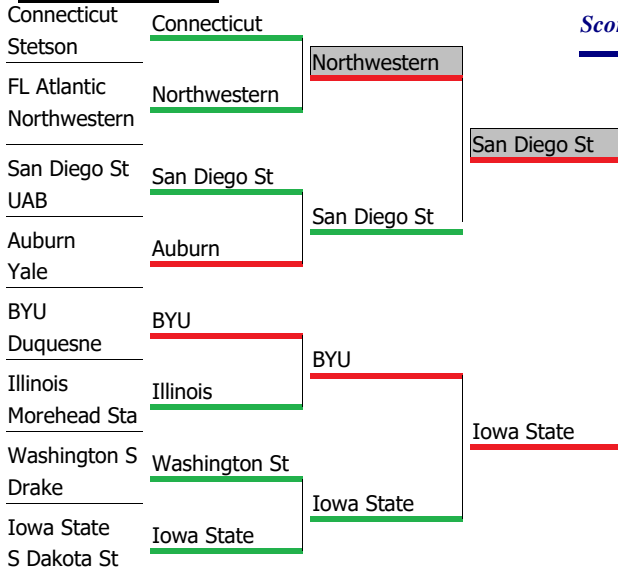 Connecticut
Stetson
FL Atlantic
Northwestern
San Diego St
UAB
Auburn
Yale
BYU
Duquesne
Illinois
Morehead Sta
Washington S
Drake
Iowa State
S Dakota St
Connecticut
Northwestern
San Diego St
Auburn
BYU
Illinois
Washington St
Iowa State
Northwestern
San Diego St
BYU
Iowa State
San Diego St
Iowa State